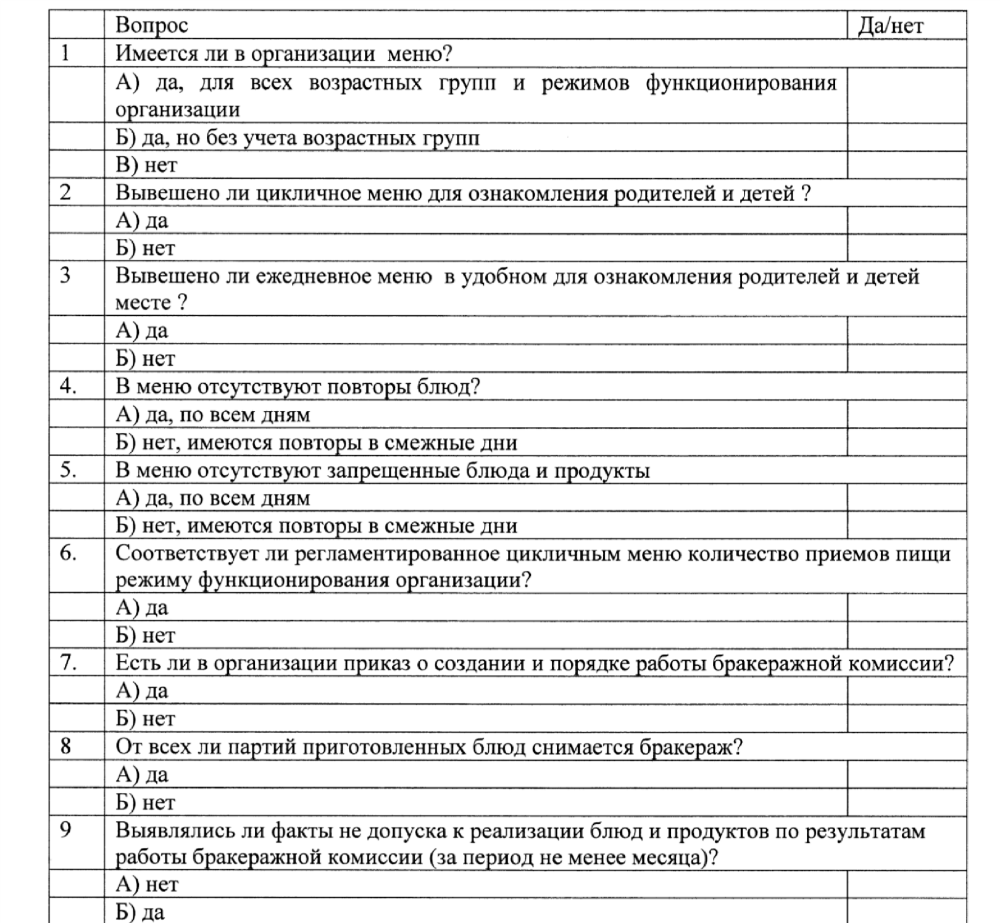 Вопрос Да/нет
1 Имеется ли в организации меню?
А) да, для всех возрастных групп и режимов функционирования
организации
Б) да, но без учета возрастных групп
В) нет
2 Вывешено ли цикличное меню для ознакомления родителей и детей ?
А) да
Б) нет
3 Вывешено ли ежедневное меню в удобном для ознакомления родителей и детей
месте ?
А) да
Б) нет
4. В меню отсутствуют повторы блюд?
А) да, по всем дням
Б) нет, имеются повторы в смежные дни
5. В меню отсутствуют запрещенные блюда и продукты
А) да, по всем дням
Б) нет, имеются повторы в смежные дни
6. Соответствует ли регламентированное цикличным меню количество приемов пищи
режиму функционирования организации?
А) да
Б) нет
7. Есть ли в организации приказ о создании и порядке работы бракеражной комиссии?
А) да
Б) нет
8 От всех ли партий приготовленных блюд снимается бракераж?
А) да
Б) нет
9 Выявлялись ли факты не допуска к реализации блюд и продуктов по результатам
работы бракеражной комиссии (за период не менее месяца)?
А) нет
Б) да